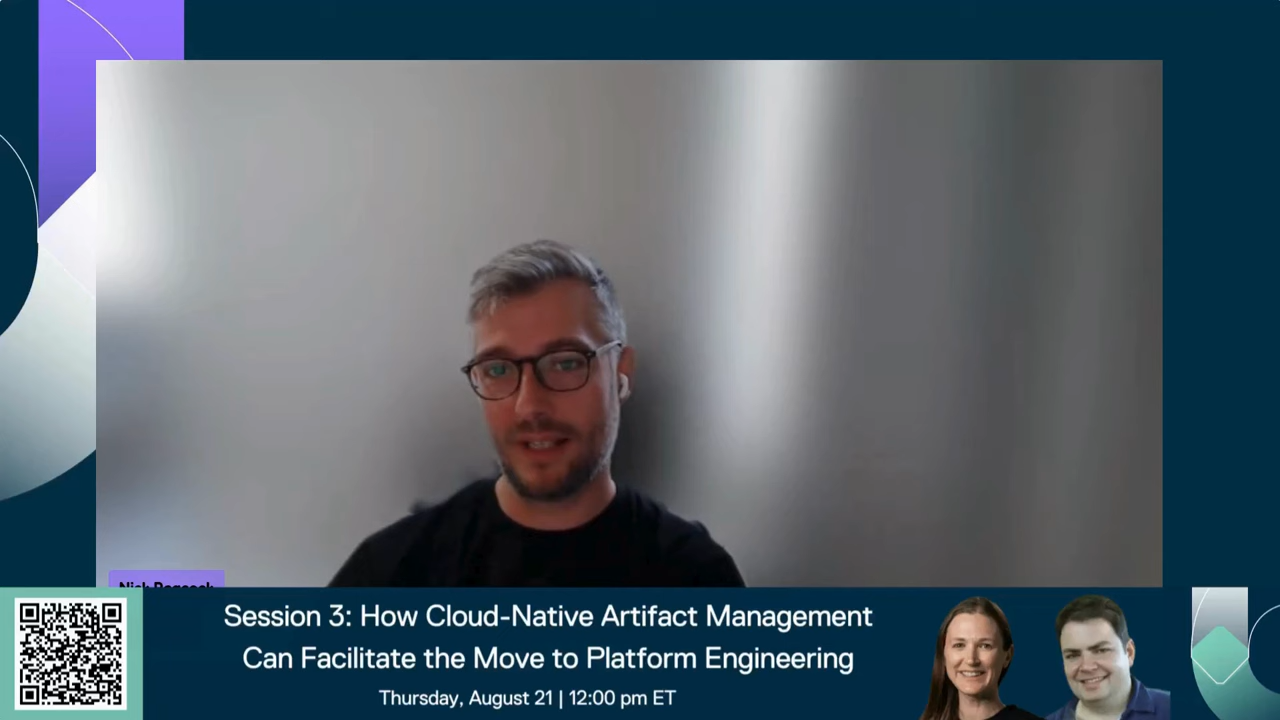 Session 3: How Cloud-Native Artifact Management
Can Facilitate the Move to Platform Engineering
Thursday, August 21 | 12:00 pm ET